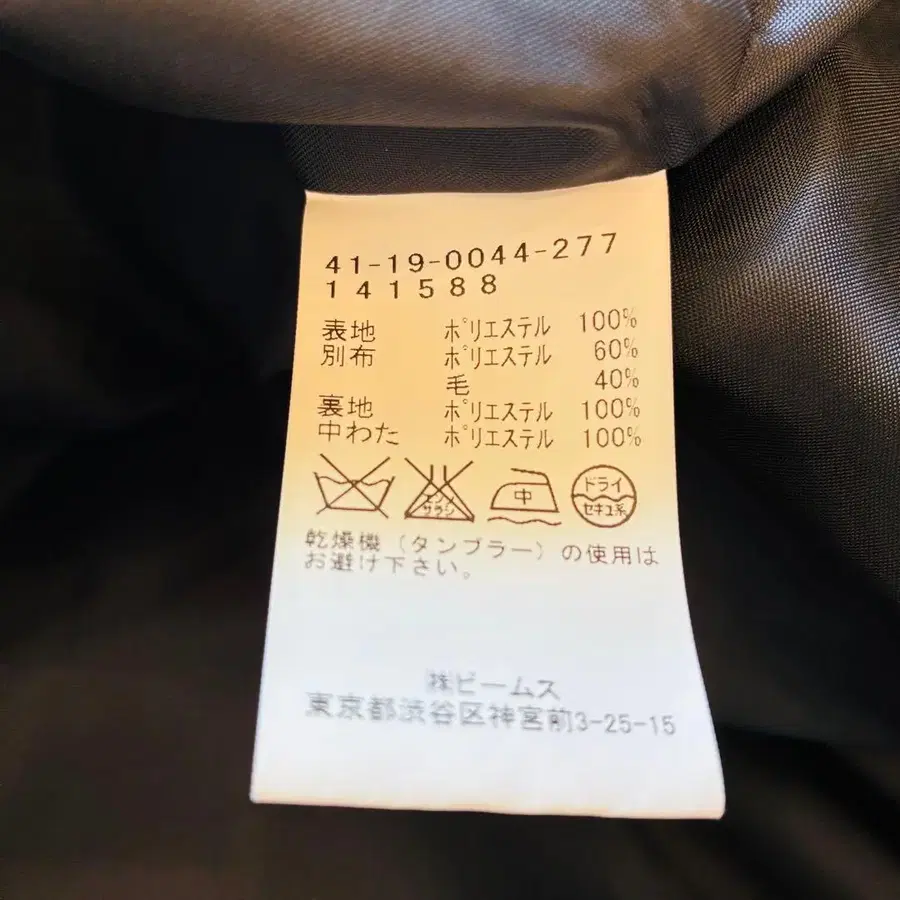 41-19-0044-277
141588
表地 ポリエステル 100%
別布 ポリエステル 60%
毛 40%
裏地 ポリエステル 100%
中わた ポリエステル 100%
エンソ サラシ 中 ドライ セキユ系
乾燥機（タンブラー）の使用は
お避け下さい。
㈱ビームス
東京都渋谷区神宮前3-25-15